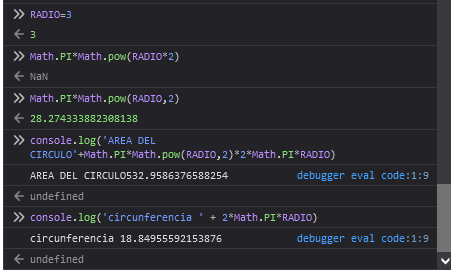 RADIO=3
3
Math.PI*Math.pow(RADIO*2)
NaN
Math.PI*Math.pow(RADIO,2)
28.274333882308138
console.log('AREA DEL
CIRCULO'+Math.PI*Math.pow(RADIO,2)*2*Math.PI*RADIO)
AREA DEL CIRCULO532.9586376588254 debugger eval code:1:9
undefined
console.log('circunferencia ' + 2*Math.PI*RADIO)
circunferencia 18.84955592153876 debugger eval code:1:9
undefined